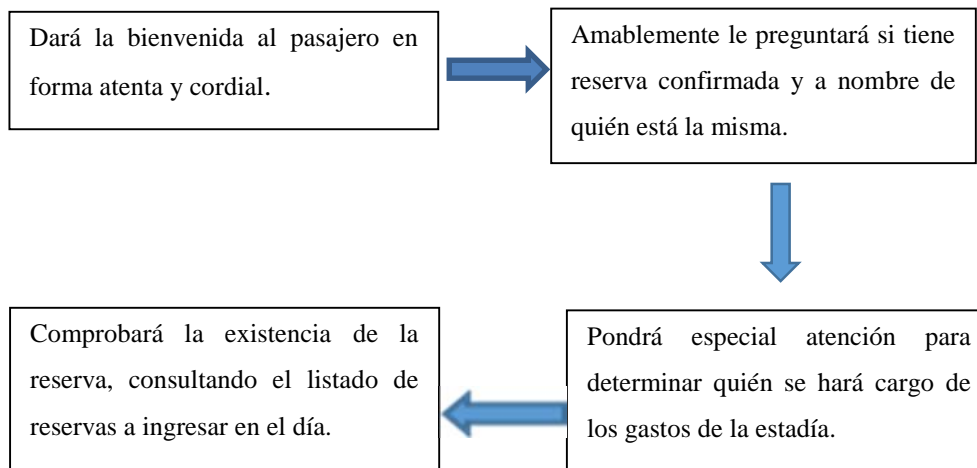 Dará la bienvenida al pasajero en
forma atenta y cordial.
Amablemente le preguntará si tiene
reserva confirmada y a nombre de
quién está la misma.
Pondrá especial atención para
determinar quién se hará cargo de
los gastos de la estadía.
Comprobará la existencia de la
reserva, consultando el listado de
reservas a ingresar en el día.